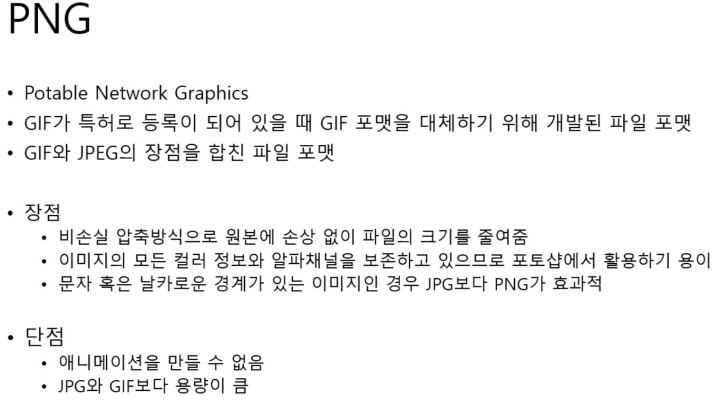 PNG
• Potable Network Graphics
• GIF가 특허로 등록이 되어 있을 때 GIF 포맷을 대체하기 위해 개발된 파일 포맷
• GIF와 JPEG의 장점을 합친 파일 포맷
• 장점
• 비손실 압축방식으로 원본에 손상 없이 파일의 크기를 줄여줌
• 이미지의 모든 컬러 정보와 알파채널을 보존하고 있으므로 포토샵에서 활용하기 용이
• 문자 혹은 날카로운 경계가 있는 이미지인 경우 JPG보다 PNG가 효과적
• 단점
• 애니메이션을 만들 수 없음
• JPG와 GIF보다 용량이 큼